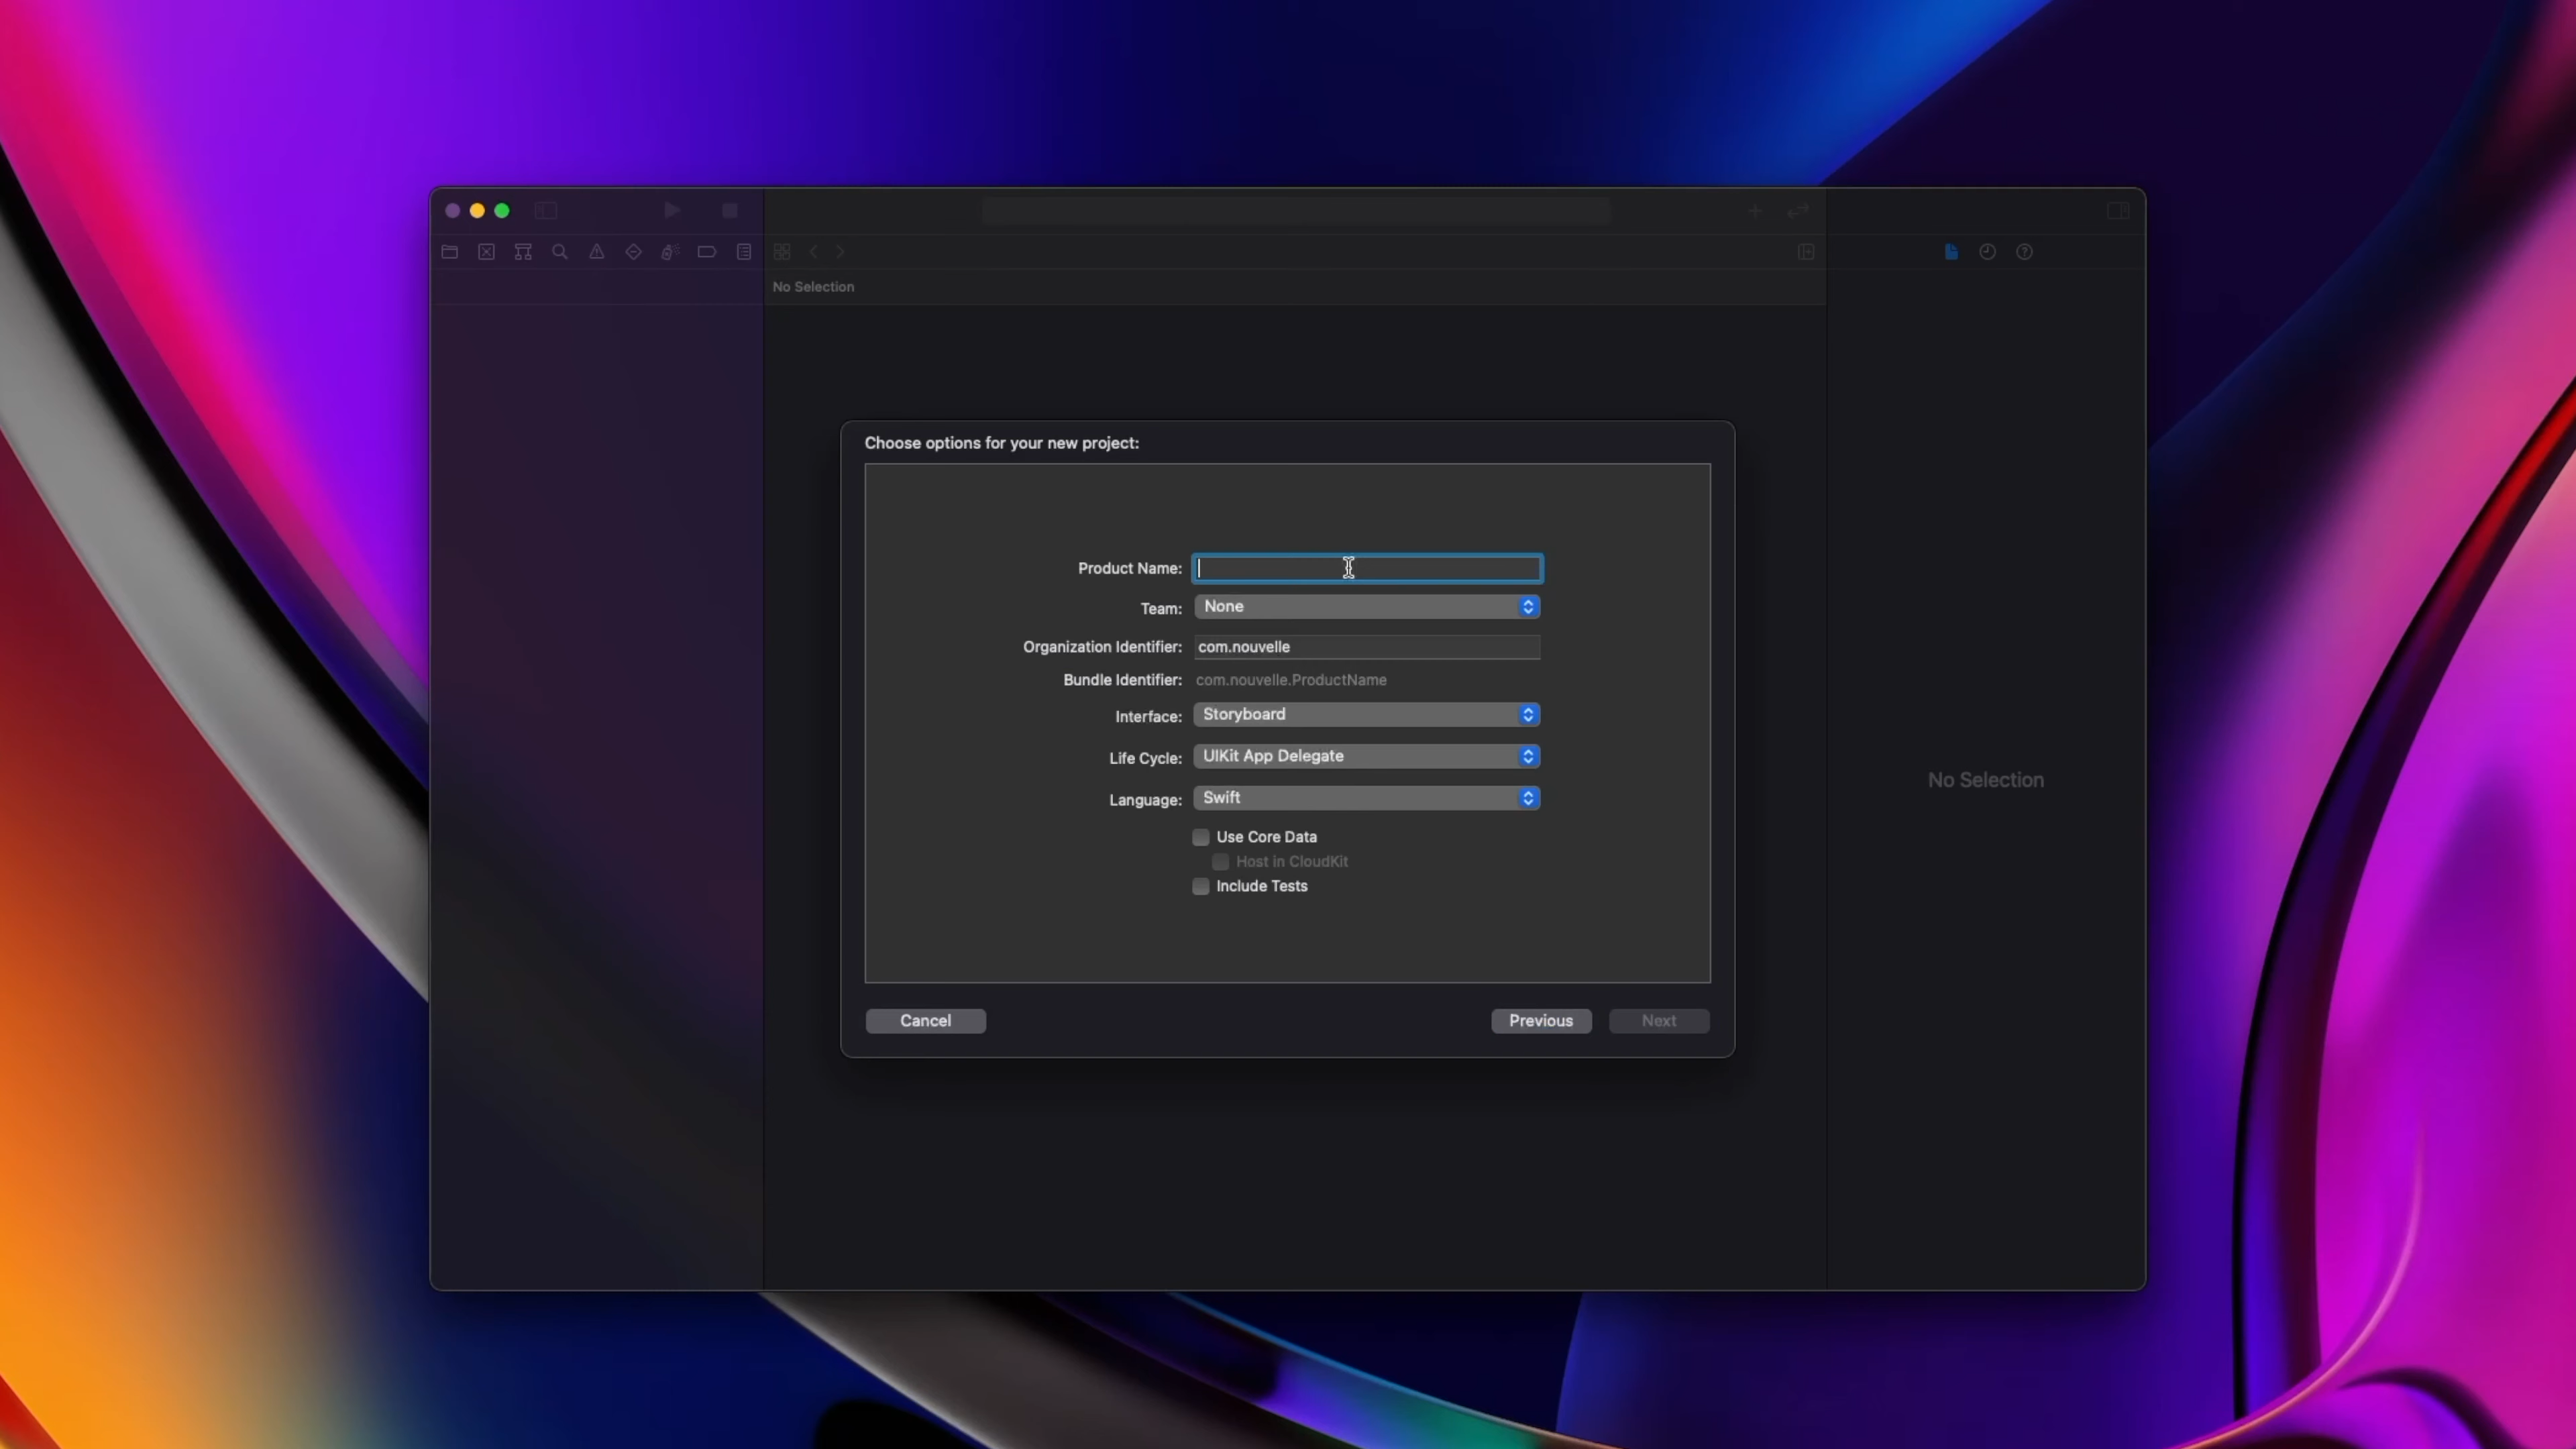 No Selection
Choose options for your new project:
Product Name:
Team: None
Organization Identifier: com.nouvelle
Bundle Identifier: com.nouvelle.ProductName
Interface: Storyboard
Life Cycle: UIKit App Delegate
Language: Swift
Use Core Data
Host in CloudKit
Include Tests
No Selection
Cancel Previous Next